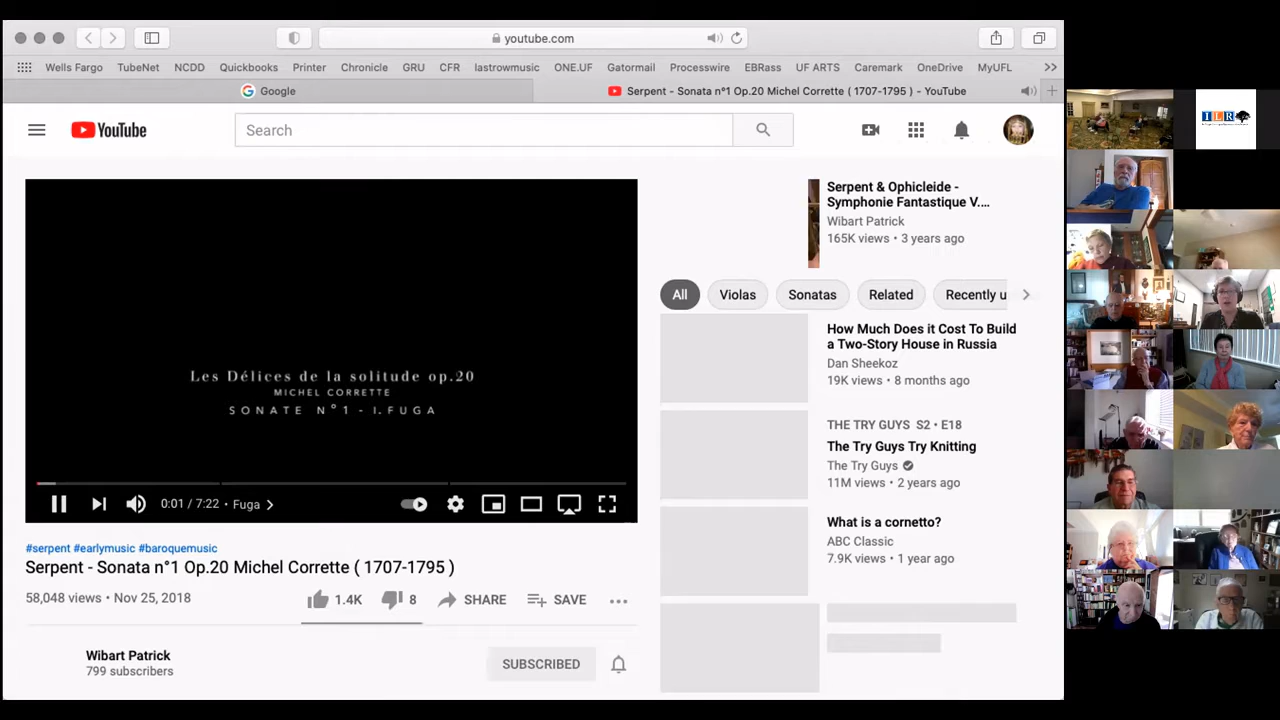 youtube.com
Wells Fargo TubeNet NCDD Quickbooks Printer Chronicle GRU CFR lastrowmusic ONE.UF Gatormail Processwire EBRass UF ARTS Caremark OneDrive MyUFL
Google
Serpent - Sonata n°1 Op.20 Michel Corrette ( 1707-1795 ) - YouTube
YouTube
Search
Les Délices de la solitude op.20
MICHEL CORRETTE
SONATE N°1 - I. FUGA
0:01 / 7:22 • Fuga
#serpent #earlymusic #baroquemusic
Serpent - Sonata n°1 Op.20 Michel Corrette ( 1707-1795 )
58,048 views • Nov 25, 2018
1.4K 8 SHARE SAVE
Wibart Patrick
799 subscribers
SUBSCRIBED
Serpent & Ophicleide -
Symphonie Fantastique V....
Wibart Patrick
165K views • 3 years ago
All Violas Sonatas Related Recently u
How Much Does it Cost To Build
a Two-Story House in Russia
Dan Sheekoz
19K views • 8 months ago
THE TRY GUYS S2 • E18
The Try Guys Try Knitting
The Try Guys
11M views • 2 years ago
What is a cornetto?
ABC Classic
7.9K views • 1 year ago
ILR